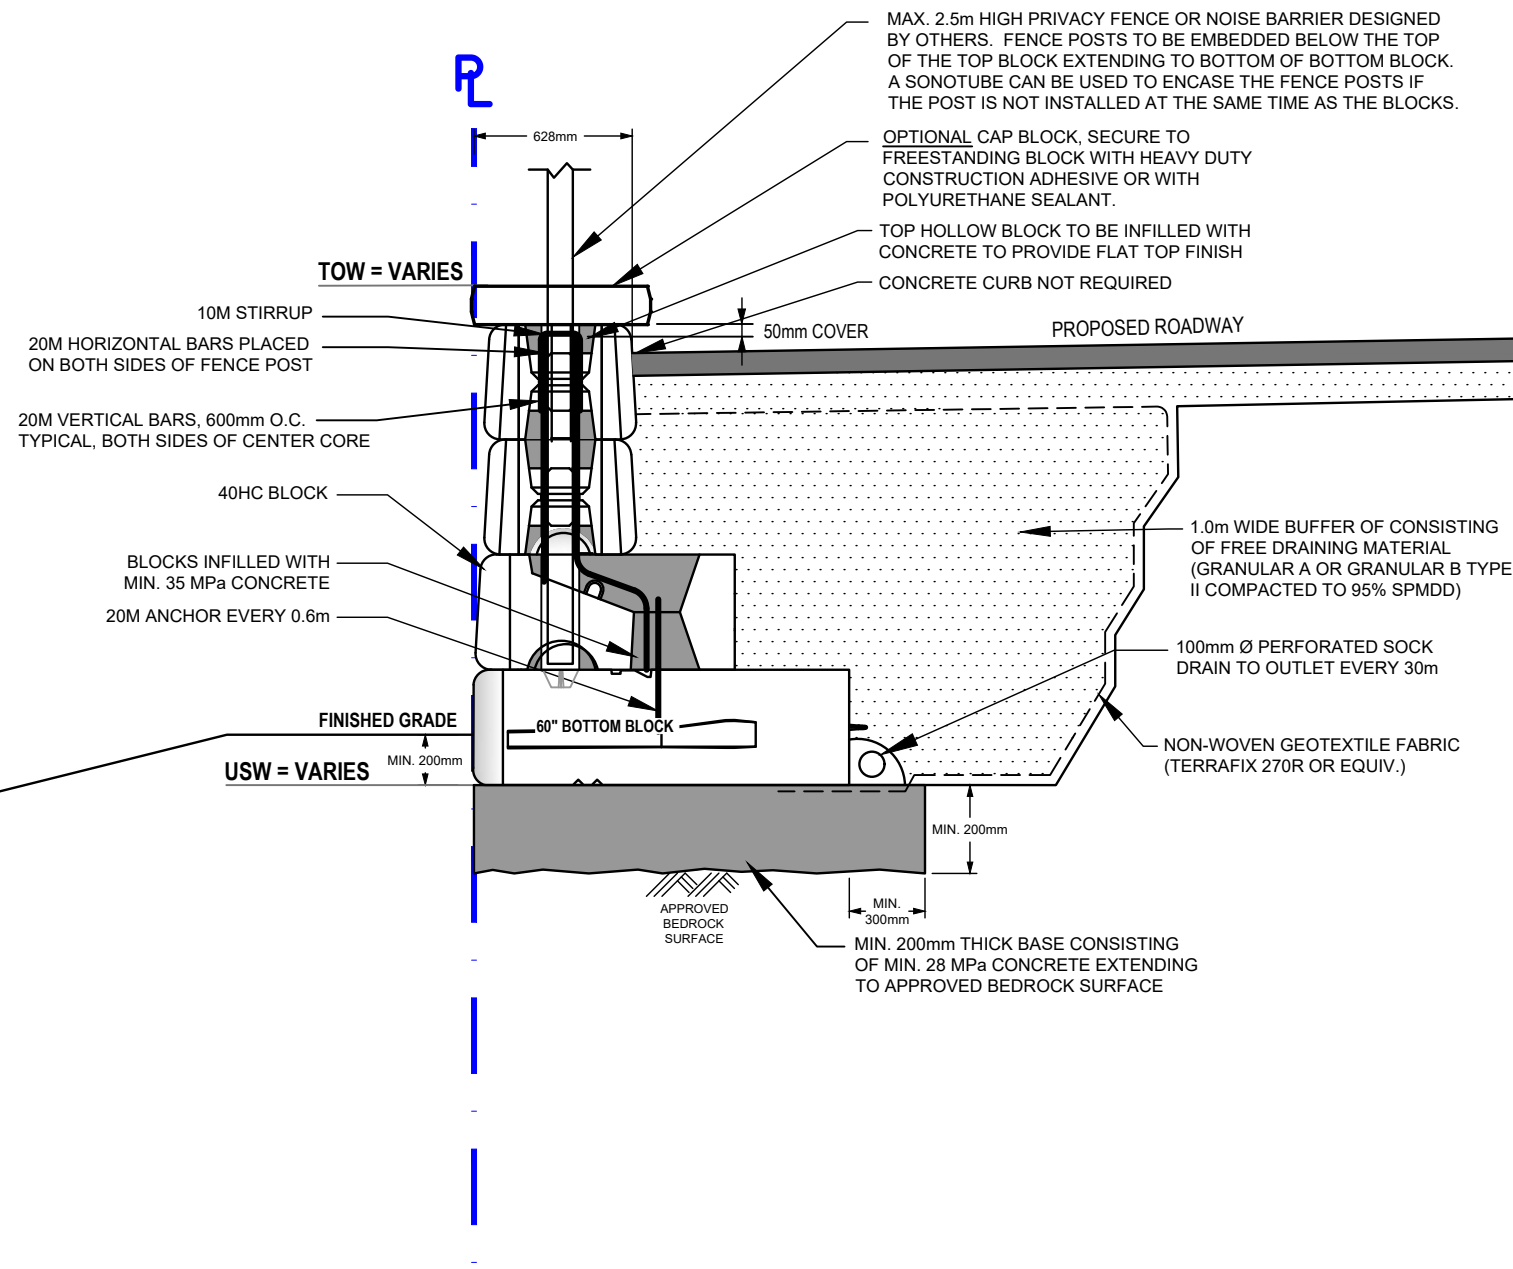 MAX. 2.5m HIGH PRIVACY FENCE OR NOISE BARRIER DESIGNED
BY OTHERS. FENCE POSTS TO BE EMBEDDED BELOW THE TOP
OF THE TOP BLOCK EXTENDING TO BOTTOM OF BOTTOM BLOCK.
A SONOTUBE CAN BE USED TO ENCASE THE FENCE POSTS IF
THE POST IS NOT INSTALLED AT THE SAME TIME AS THE BLOCKS.
PL
628mm
OPTIONAL CAP BLOCK, SECURE TO
FREESTANDING BLOCK WITH HEAVY DUTY
CONSTRUCTION ADHESIVE OR WITH
POLYURETHANE SEALANT.
TOP HOLLOW BLOCK TO BE INFILLED WITH
CONCRETE TO PROVIDE FLAT TOP FINISH
TOW = VARIES
CONCRETE CURB NOT REQUIRED
10M STIRRUP
50mm COVER
PROPOSED ROADWAY
20M HORIZONTAL BARS PLACED
ON BOTH SIDES OF FENCE POST
20M VERTICAL BARS, 600mm O.C.
TYPICAL, BOTH SIDES OF CENTER CORE
40HC BLOCK
1.0m WIDE BUFFER OF CONSISTING
OF FREE DRAINING MATERIAL
(GRANULAR A OR GRANULAR B TYPE
II COMPACTED TO 95% SPMDD)
BLOCKS INFILLED WITH
MIN. 35 MPa CONCRETE
20M ANCHOR EVERY 0.6m
100mm Ø PERFORATED SOCK
DRAIN TO OUTLET EVERY 30m
FINISHED GRADE
60" BOTTOM BLOCK
NON-WOVEN GEOTEXTILE FABRIC
(TERRAFIX 270R OR EQUIV.)
MIN. 200mm
USW = VARIES
MIN. 200mm
MIN.
300mm
APPROVED
BEDROCK
SURFACE
MIN. 200mm THICK BASE CONSISTING
OF MIN. 28 MPa CONCRETE EXTENDING
TO APPROVED BEDROCK SURFACE